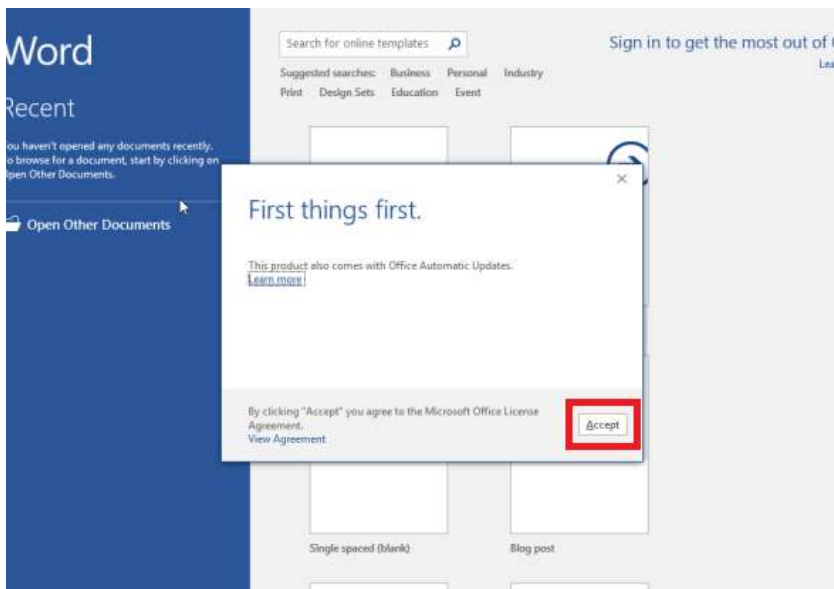 Word
Recent
ou haven't opened any documents recently.
o browse for a document, start by clicking on
pen Other Documents.
Open Other Documents
Search for online templates
Suggested searches: Business Personal Industry
Print Design Sets Education Event
Sign in to get the most out of
Lea
First things first.
This product also comes with Office Automatic Updates.
Learn more
By clicking "Accept" you agree to the Microsoft Office License
Agreement.
View Agreement
Accept
Single spaced (blank)
Blog post